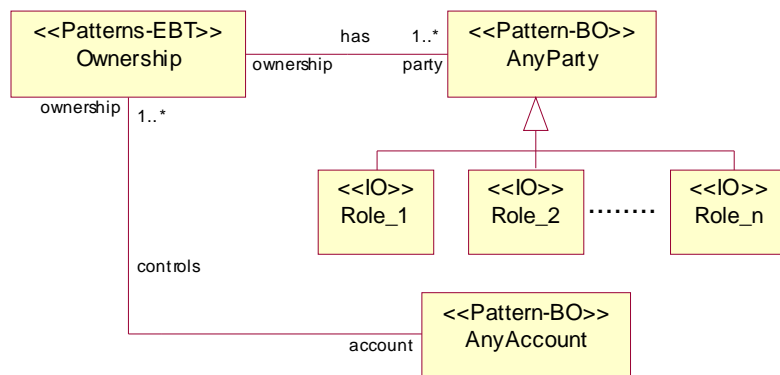 <<Patterns-EBT>>
Ownership
has
1..*
ownership
party
<<Pattern-BO>>
AnyParty
ownership
1..*
<<IO>>
Role_1
<<IO>>
Role_2
........
<<IO>>
Role_n
controls
account
<<Pattern-BO>>
AnyAccount